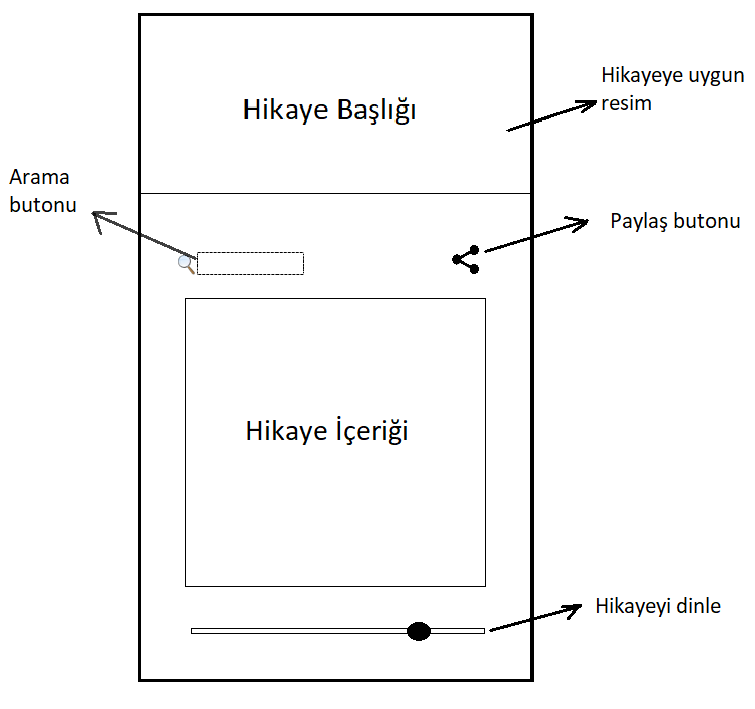 Hikaye Başlığı
Hikayeye uygun
resim
Arama
butonu
Paylaş butonu
Hikaye İçeriği
Hikayeyi dinle